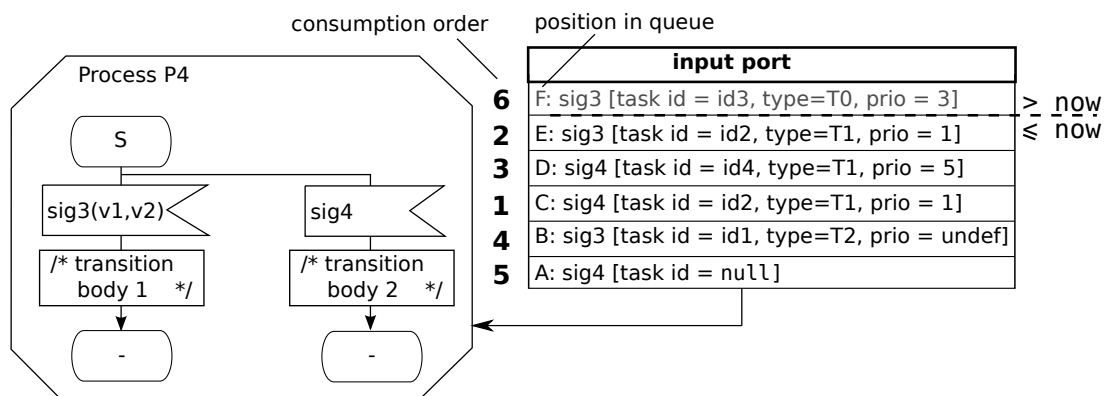 consumption order
position in queue
Process P4
input port
6 F: sig3 [task id = id3, type=T0, prio = 3] > now
2 E: sig3 [task id = id2, type=T1, prio = 1] ⩽ now
3 D: sig4 [task id = id4, type=T1, prio = 5]
1 C: sig4 [task id = id2, type=T1, prio = 1]
4 B: sig3 [task id = id1, type=T2, prio = undef]
5 A: sig4 [task id = null]
S
sig3(v1,v2)
sig4
/* transition
body 1 */
/* transition
body 2 */
-
-